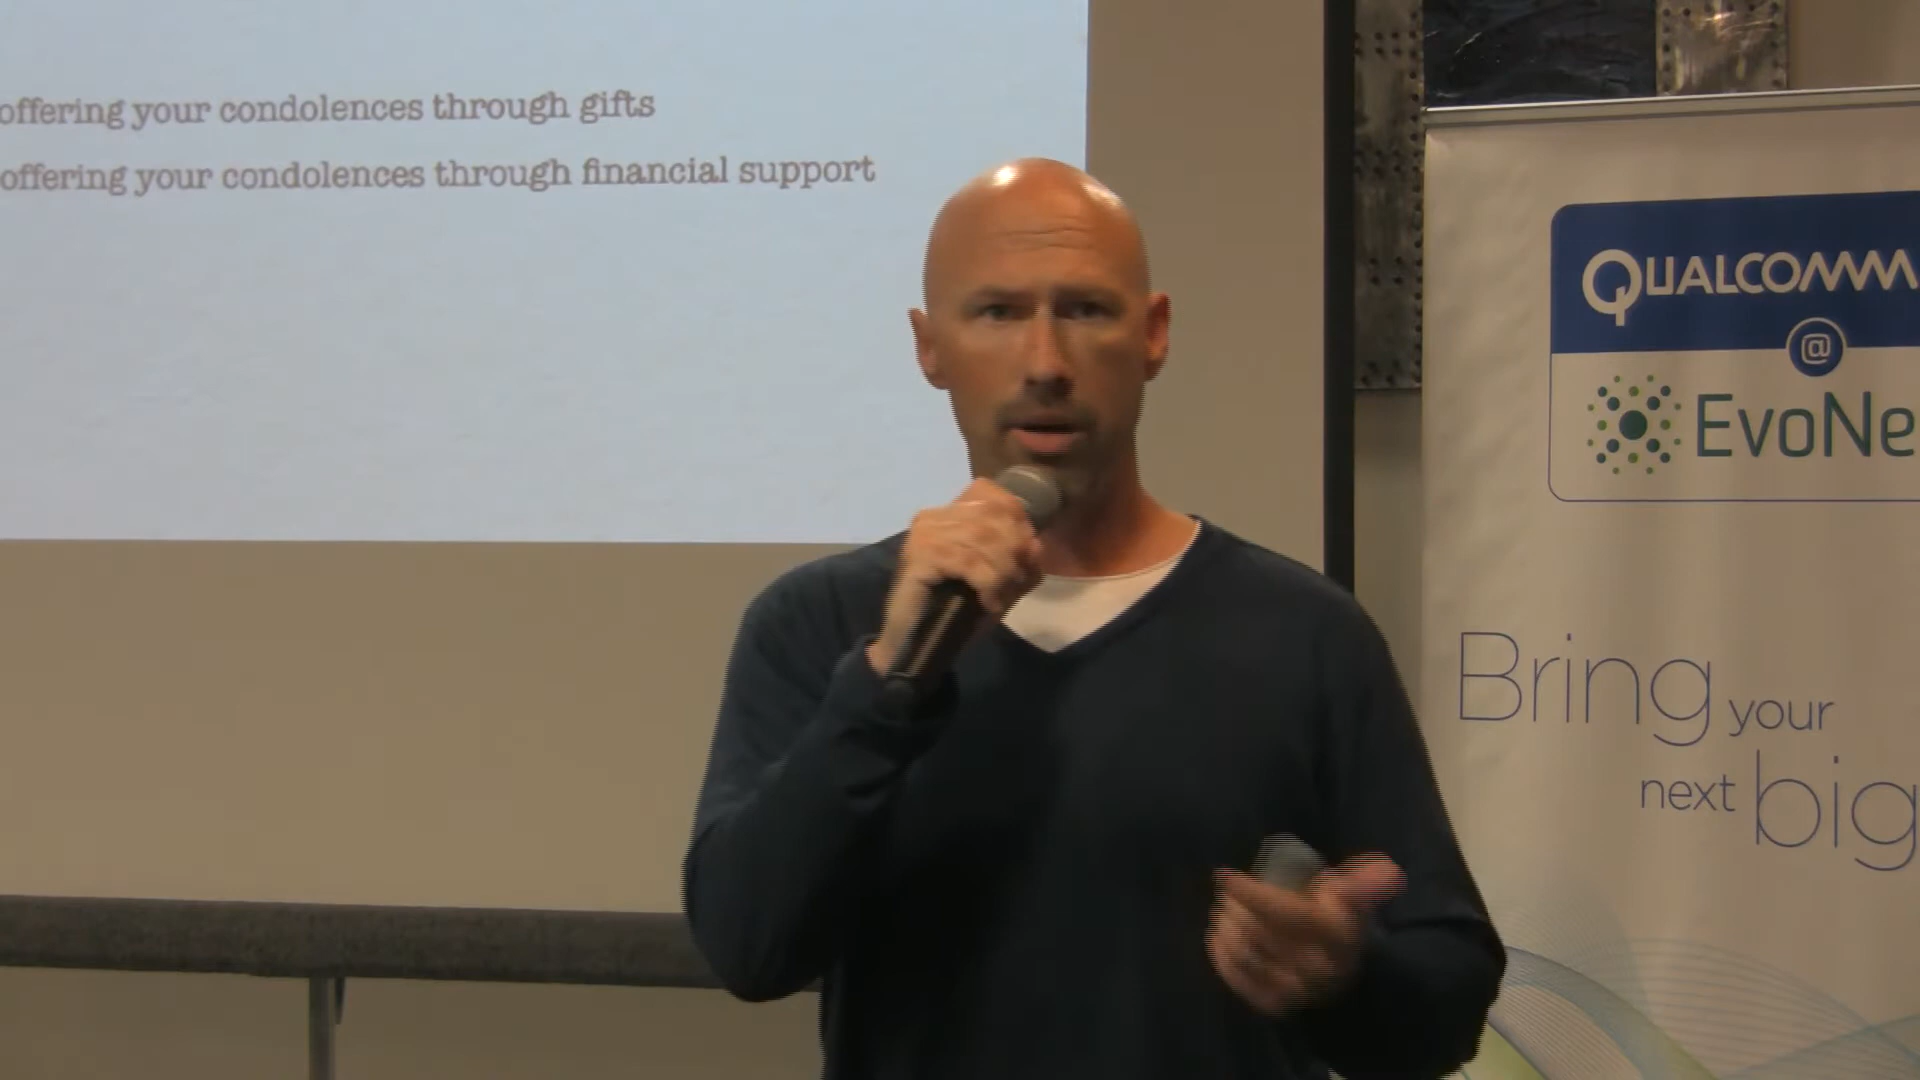 offering your condolences through gifts
offering your condolences through financial support
QUALCOMM
@
EvoNe
Bring your
next big